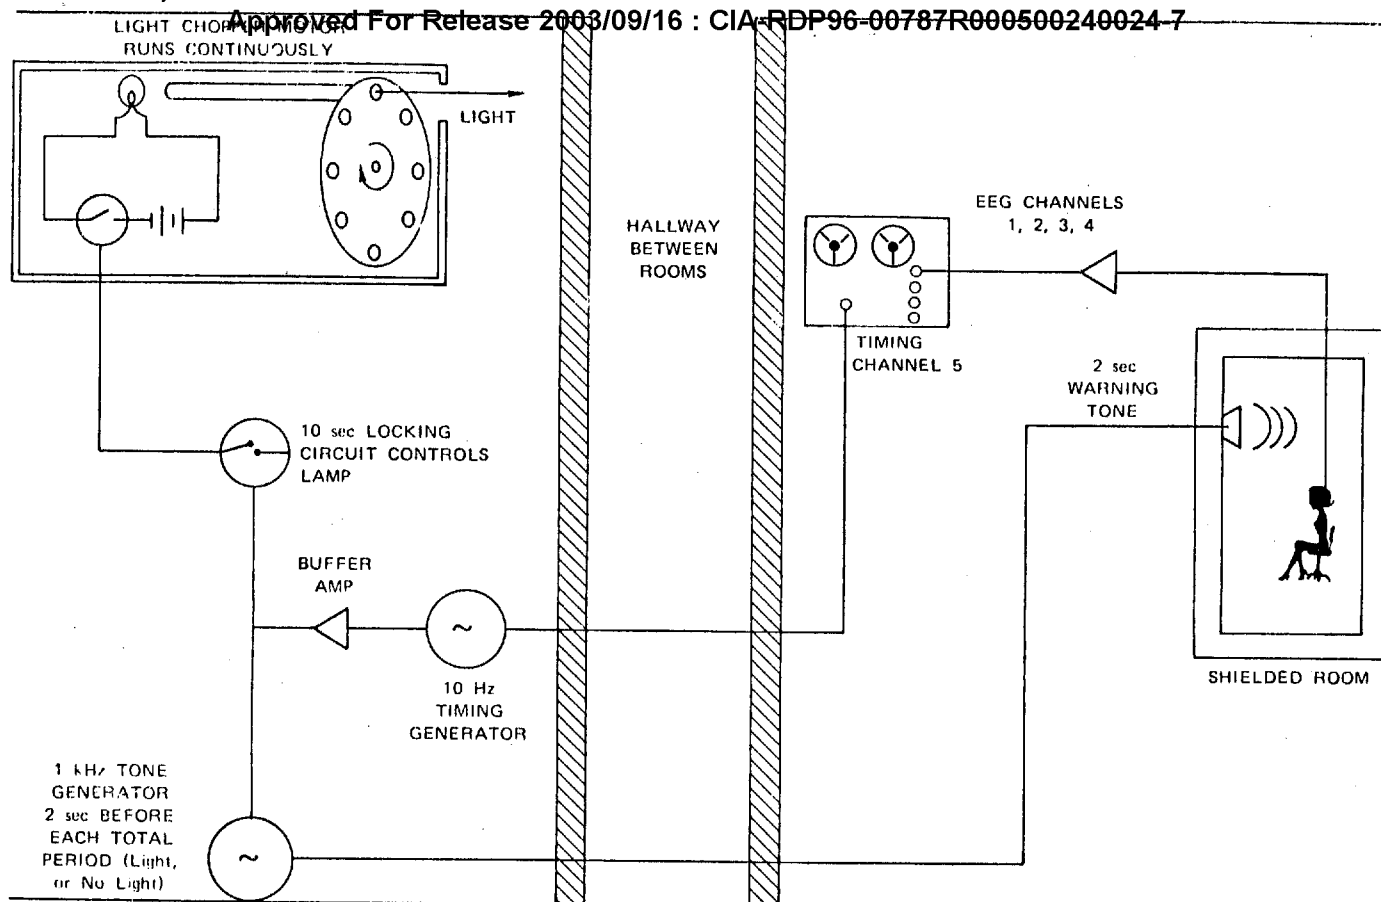 Approved For Release 2003/09/16 : CIA-RDP96-00787R000500240024-7
LIGHT CHOPPER MOTOR
RUNS CONTINUOUSLY
LIGHT
HALLWAY
BETWEEN
ROOMS
EEG CHANNELS
1, 2, 3, 4
TIMING
CHANNEL 5
2 sec
WARNING
TONE
10 sec LOCKING
CIRCUIT CONTROLS
LAMP
BUFFER
AMP
~
10 Hz
TIMING
GENERATOR
SHIELDED ROOM
1 kHz TONE
GENERATOR
2 sec BEFORE
EACH TOTAL
PERIOD (Light,
or No Light)
~